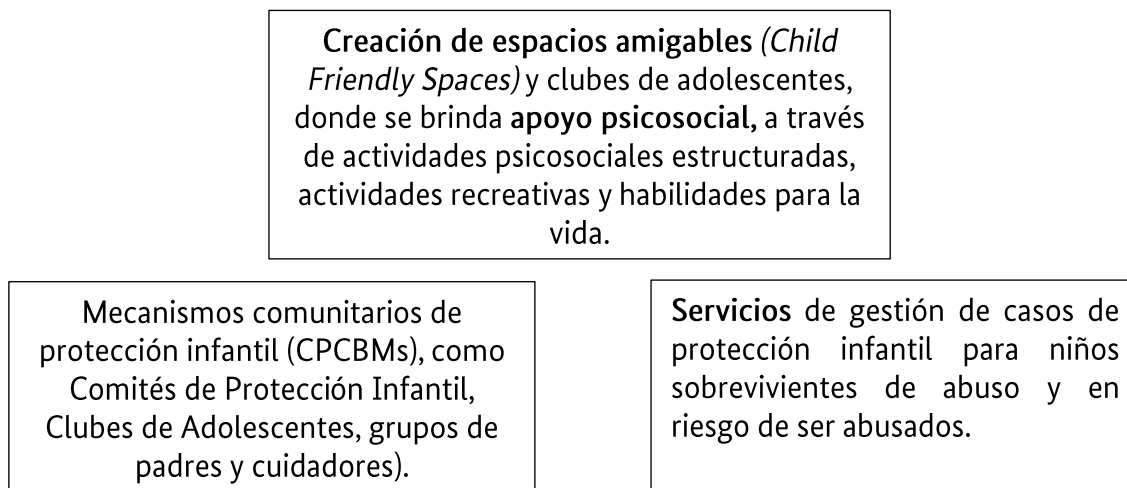 Creación de espacios amigables (Child
Friendly Spaces) y clubes de adolescentes,
donde se brinda apoyo psicosocial, a través
de actividades psicosociales estructuradas,
actividades recreativas y habilidades para la
vida.
Mecanismos comunitarios de
protección infantil (CPCBMs), como
Comités de Protección Infantil,
Clubes de Adolescentes, grupos de
padres y cuidadores).
Servicios de gestión de casos de
protección infantil para niños
sobrevivientes de abuso y en
riesgo de ser abusados.